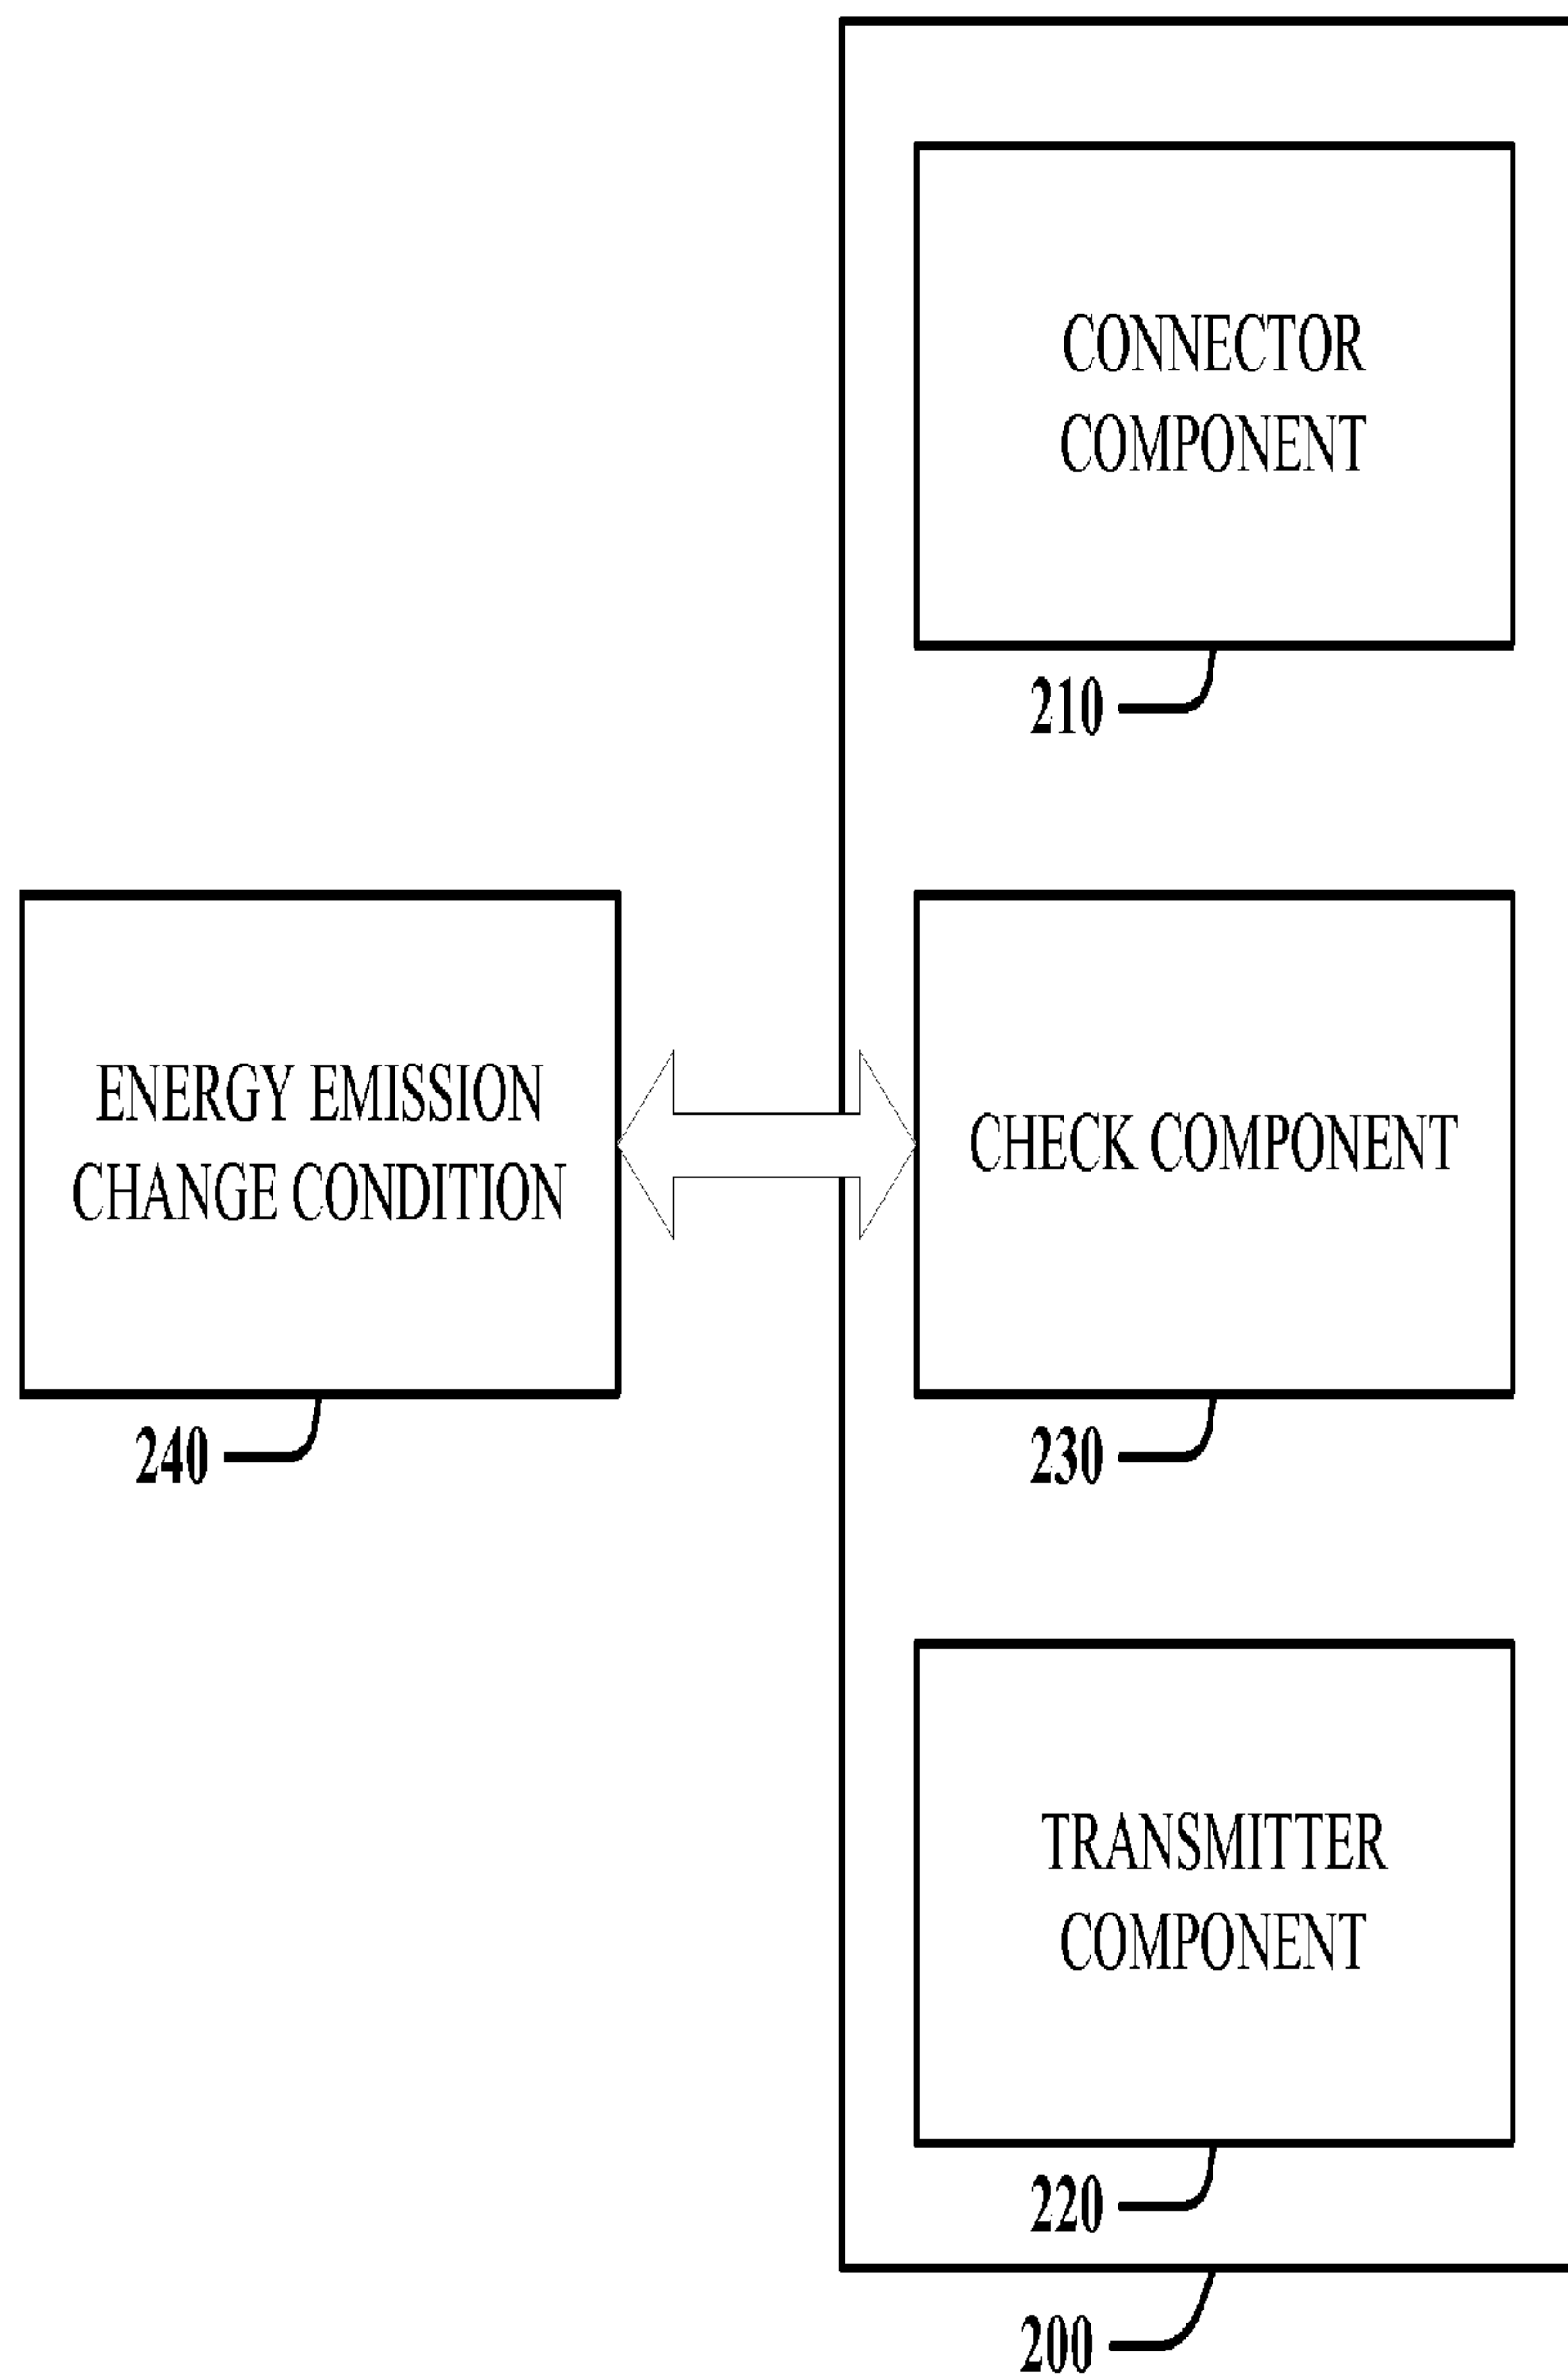 CONNECTOR
COMPONENT
210
ENERGY EMISSION
CHANGE CONDITION
240
CHECK COMPONENT
230
TRANSMITTER
COMPONENT
220
200